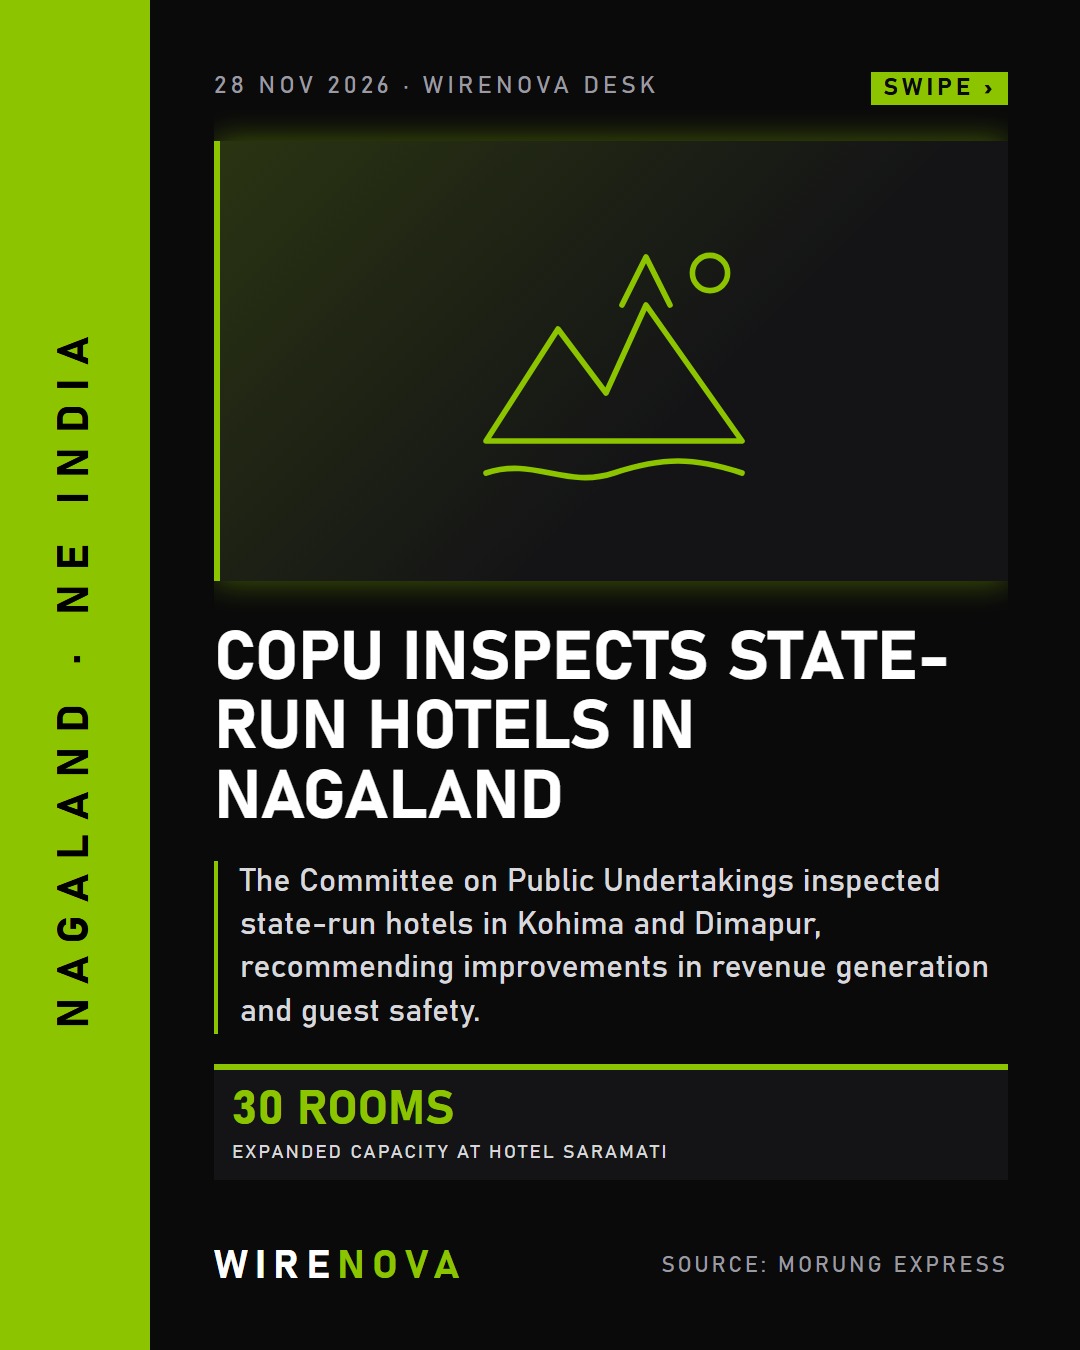 28 NOV 2026 · WIRENOVA DESK
SWIPE ›
NAGALAND · NE INDIA
COPU INSPECTS STATE-
RUN HOTELS IN
NAGALAND
The Committee on Public Undertakings inspected
state-run hotels in Kohima and Dimapur,
recommending improvements in revenue generation
and guest safety.
30 ROOMS
EXPANDED CAPACITY AT HOTEL SARAMATI
WIRENOVA
SOURCE: MORUNG EXPRESS